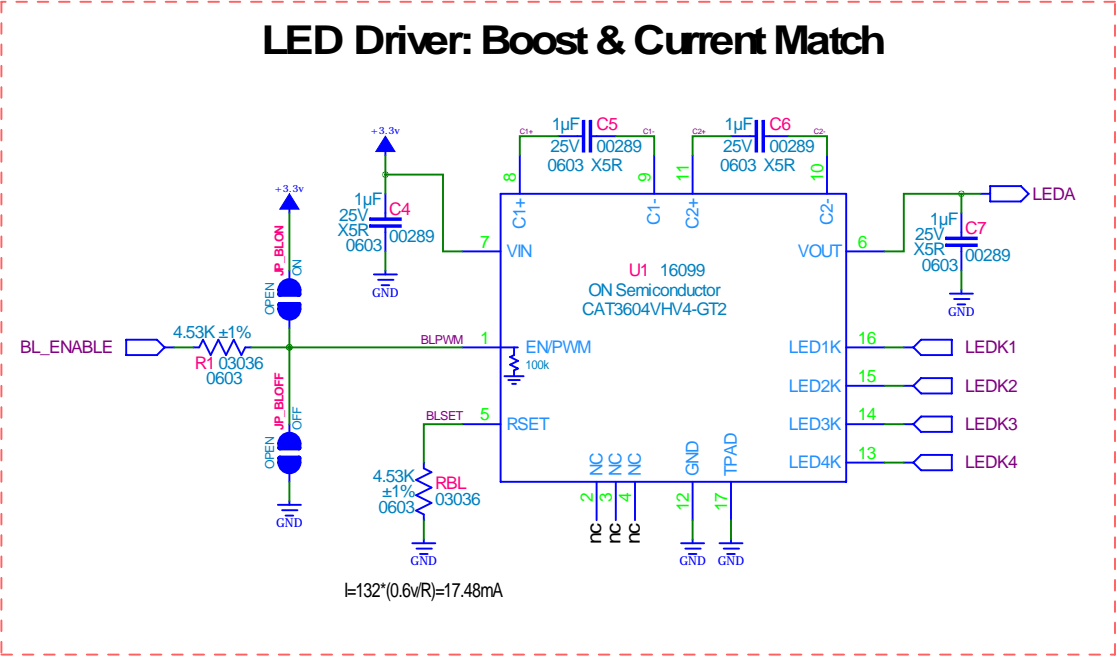 LED Driver: Boost & Current Match
+3.3v
1µF C4
25V
X5R
0603 00289
GND
+3.3v
JP_BLON
OPEN ON
BL_ENABLE
4.53K ±1%
R1 03036
0603
JP_BLOFF
OPEN OFF
GND
C1+ 1µF C5 C1-
25V 00289
0603 X5R
C2+ 1µF C6 C2-
25V 00289
0603 X5R
8 9 11 10
C1+ C1- C2+ C2-
7 VIN
VOUT 6
LEDA
1µF C7
25V
X5R
0603 00289
GND
U1 16099
ON Semiconductor
CAT3604VHV4-GT2
BLPWM 1 EN/PWM
100k
BLSET 5 RSET
4.53K RBL
±1% 03036
0603
GND
LED1K 16 LEDK1
LED2K 15 LEDK2
LED3K 14 LEDK3
LED4K 13 LEDK4
NC NC NC GND TPAD
2 3 4 12 17
nc nc nc
GND GND
I=132*(0.6v/R)=17.48mA